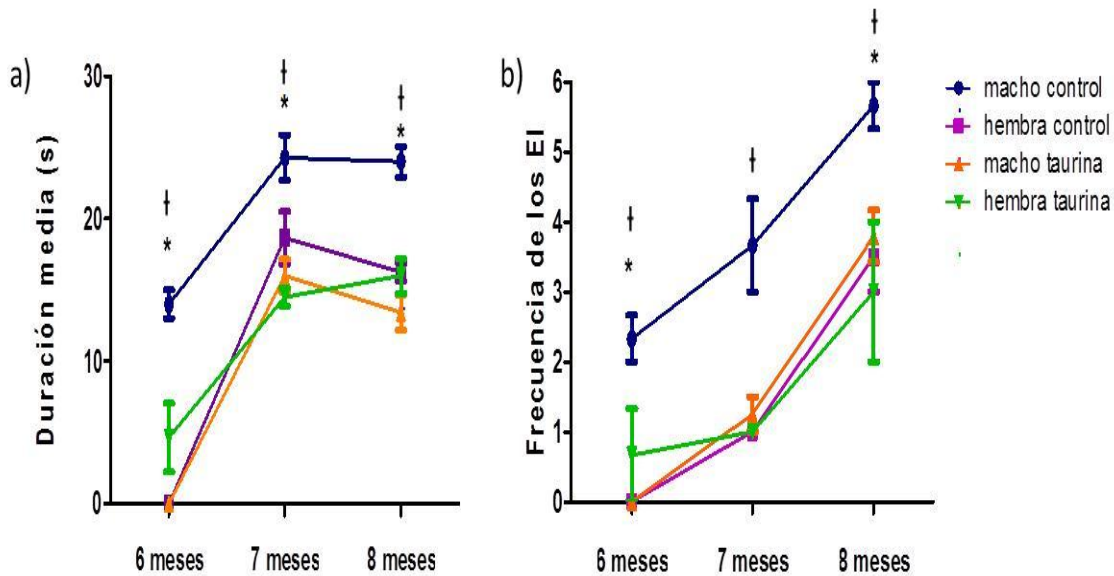 a)
Duración media (s)
30
20
10
0
†
*
†
*
†
*
6 meses
7 meses
8 meses
b)
Frecuencia de los EI
6
5
4
3
2
1
0
†
*
†
†
*
6 meses
7 meses
8 meses
macho control
hembra control
macho taurina
hembra taurina